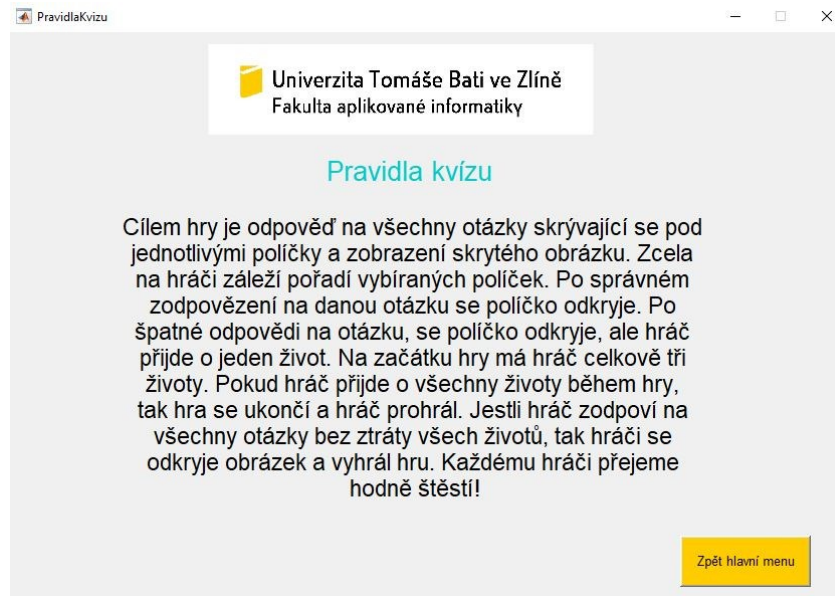 PravidlaKvizu
Univerzita Tomáše Bati ve Zlíně
Fakulta aplikované informatiky
Pravidla kvízu
Cílem hry je odpověď na všechny otázky skrývající se pod
jednotlivými políčky a zobrazení skrytého obrázku. Zcela
na hráči záleží pořadí vybíraných políček. Po správném
zodpovězení na danou otázku se políčko odkryje. Po
špatné odpovědi na otázku, se políčko odkryje, ale hráč
přijde o jeden život. Na začátku hry má hráč celkově tři
životy. Pokud hráč přijde o všechny životy během hry,
tak hra se ukončí a hráč prohrál. Jestli hráč zodpoví na
všechny otázky bez ztráty všech životů, tak hráči se
odkryje obrázek a vyhrál hru. Každému hráči přejeme
hodně štěstí!
Zpět hlavní menu